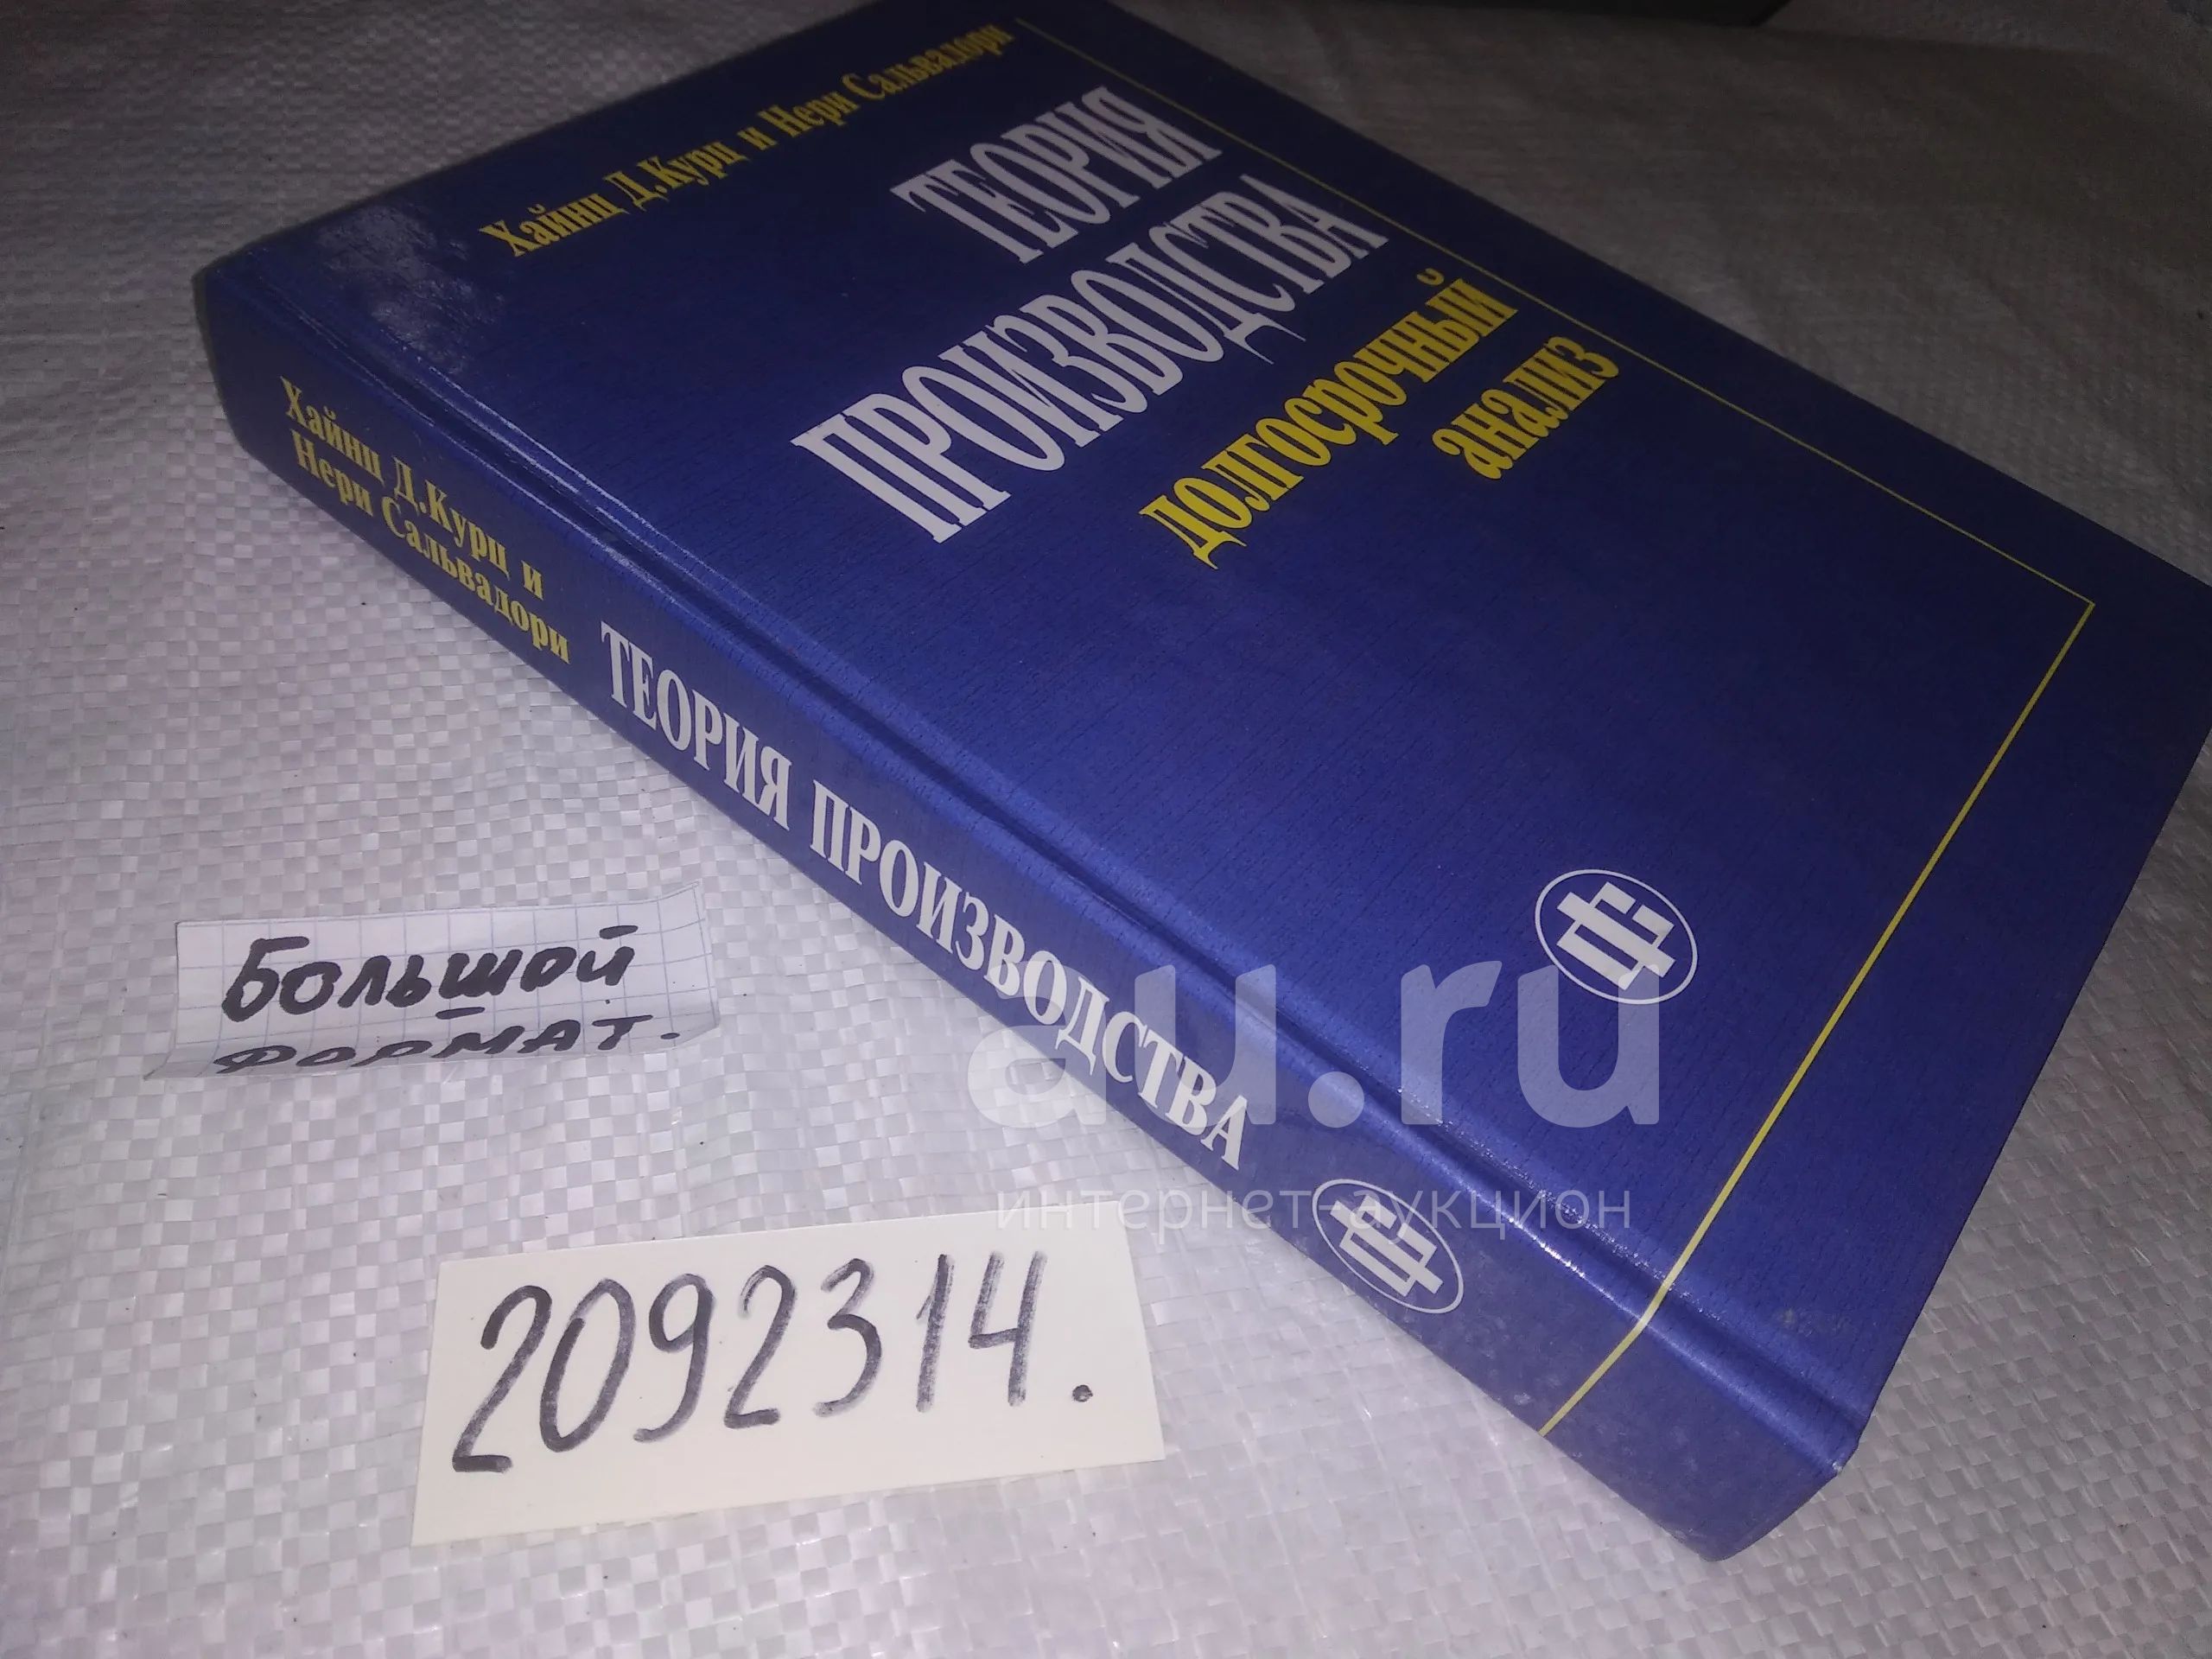 Хайнц Д.Курц и Нери Сальвадори
ТЕОРИЯ
ПРОИЗВОДСТВА
долгосрочный
анализ
Хайнц Д.Курц и
Нери Сальвадори
ТЕОРИЯ ПРОИЗВОДСТВА
Большой
формат.
au.ru
интернет-аукцион
2092314.